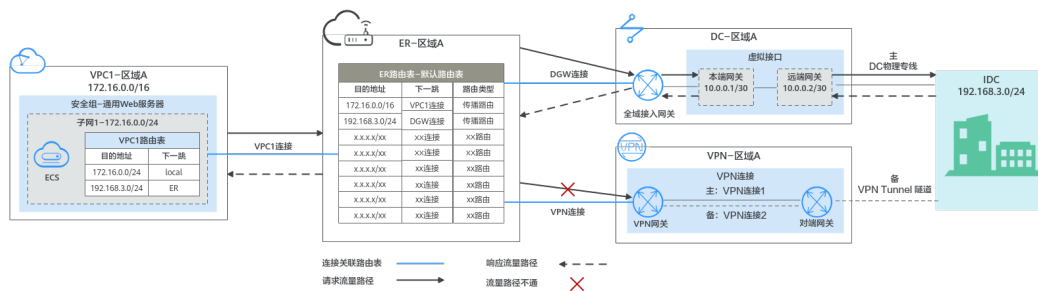 VPC1-区域A
172.16.0.0/16
安全组-通用Web服务器
子网1-172.16.0.0/24
ECS
VPC1路由表
目的地址 下一跳
172.16.0.0/24 local
192.168.3.0/24 ER
VPC1连接
ER-区域A
ER路由表-默认路由表
目的地址 下一跳 路由类型
172.16.0.0/16 VPC1连接 传播路由
192.168.3.0/24 DGW连接 传播路由
x.x.x.x/xx xx连接 xx路由
x.x.x.x/xx xx连接 xx路由
x.x.x.x/xx xx连接 xx路由
x.x.x.x/xx xx连接 xx路由
x.x.x.x/xx xx连接 xx路由
x.x.x.x/xx xx连接 xx路由
DGW连接
VPN连接
DC-区域A
虚拟接口
本端网关
10.0.0.1/30
远端网关
10.0.0.2/30
全域接入网关
主
DC物理专线
VPN
VPN-区域A
VPN连接
主：VPN连接1
备：VPN连接2
VPN网关
对端网关
备
VPN Tunnel 隧道
IDC
192.168.3.0/24
连接关联路由表
响应流量路径
请求流量路径
流量路径不通